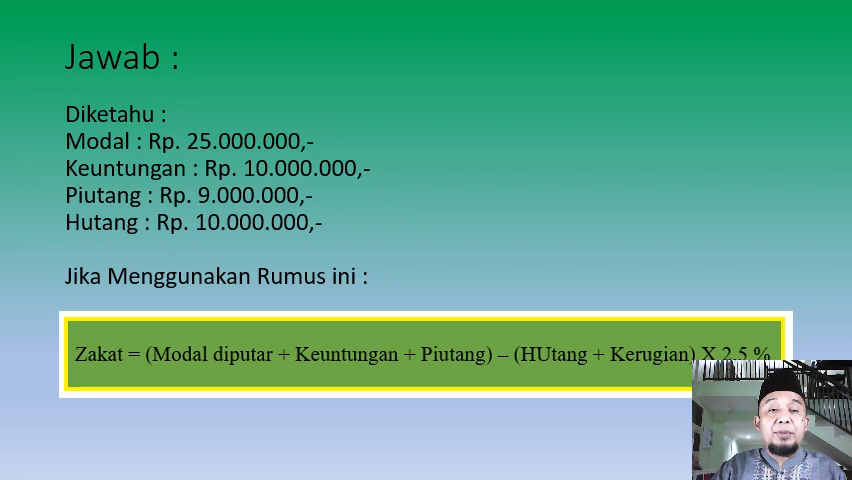 Jawab :
Diketahu :
Modal : Rp. 25.000.000,-
Keuntungan : Rp. 10.000.000,-
Piutang : Rp. 9.000.000,-
Hutang : Rp. 10.000.000,-
Jika Menggunakan Rumus ini :
Zakat = (Modal diputar + Keuntungan + Piutang) – (HUtang + Kerugian) X 2.5 %